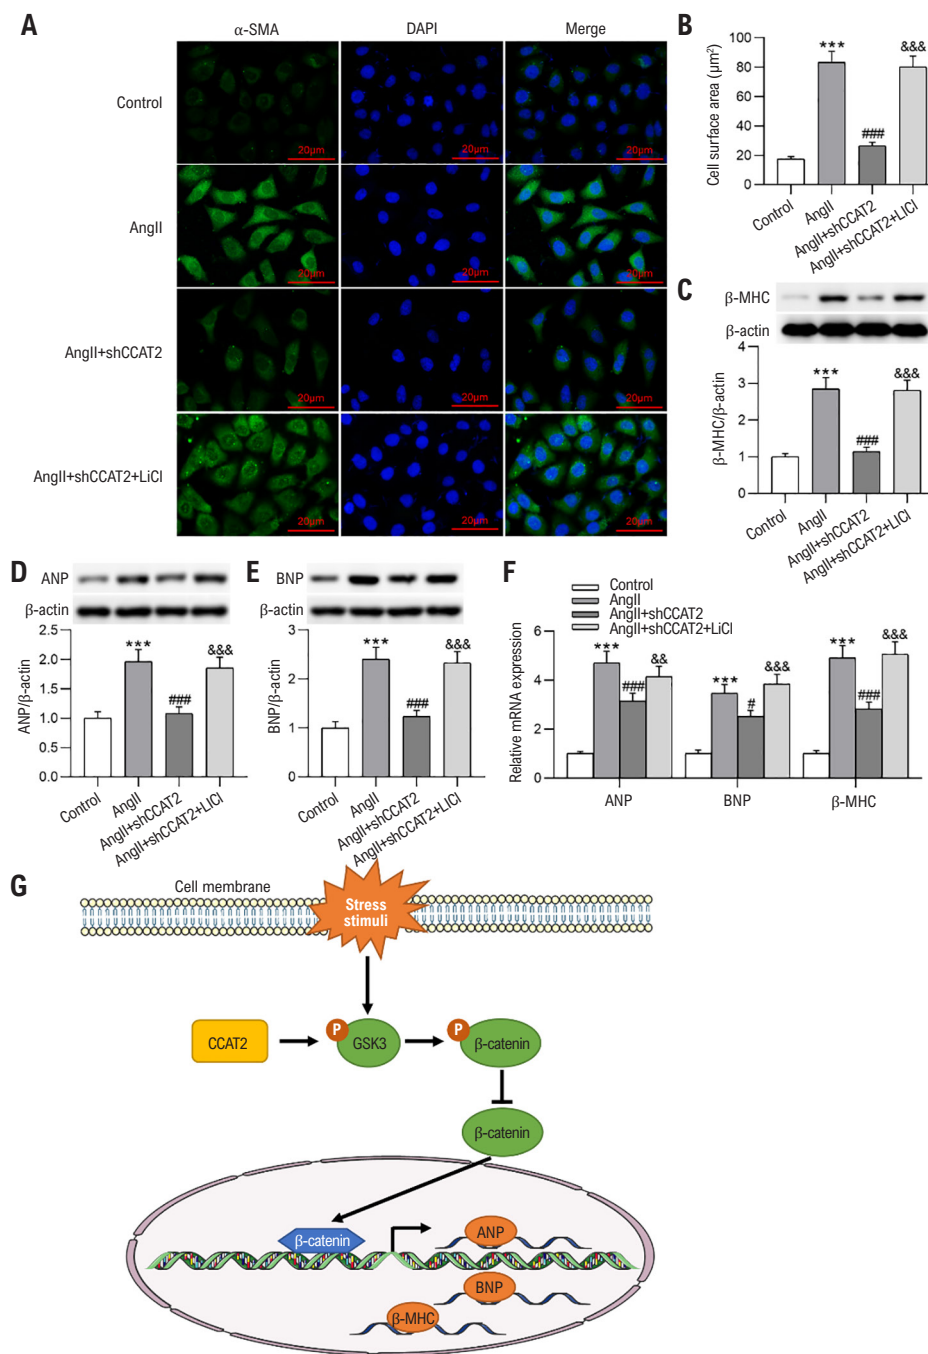 A
α-SMA
DAPI
Merge
Control
20μm
20μm
20μm
AngII
20μm
20μm
20μm
AngII+shCCAT2
20μm
20μm
20μm
AngII+shCCAT2+LiCl
20μm
20μm
20μm
B
Cell surface area (μm²)
100
80
60
40
20
0
***
###
&&&
Control
AngII
AngII+shCCAT2
AngII+shCCAT2+LICI
C
β-MHC
β-actin
β-MHC/β-actin
4
3
2
1
0
***
###
&&&
Control
AngII
AngII+shCCAT2
AngII+shCCAT2+LICI
D
ANP
β-actin
ANP/β-actin
2.5
2.0
1.5
1.0
0.5
0.0
***
###
&&&
Control
AngII
AngII+shCCAT2
AngII+shCCAT2+LICI
E
BNP
β-actin
BNP/β-actin
3
2
1
0
***
###
&&&
Control
AngII
AngII+shCCAT2
AngII+shCCAT2+LICI
F
Control
AngII
AngII+shCCAT2
AngII+shCCAT2+LiCl
Relative mRNA expression
6
4
2
0
***
###
&&
***
#
&&&
***
###
&&&
ANP
BNP
β-MHC
G
Cell membrane
Stress
stimuli
CCAT2
P
GSK3
P
β-catenin
β-catenin
β-catenin
ANP
BNP
β-MHC